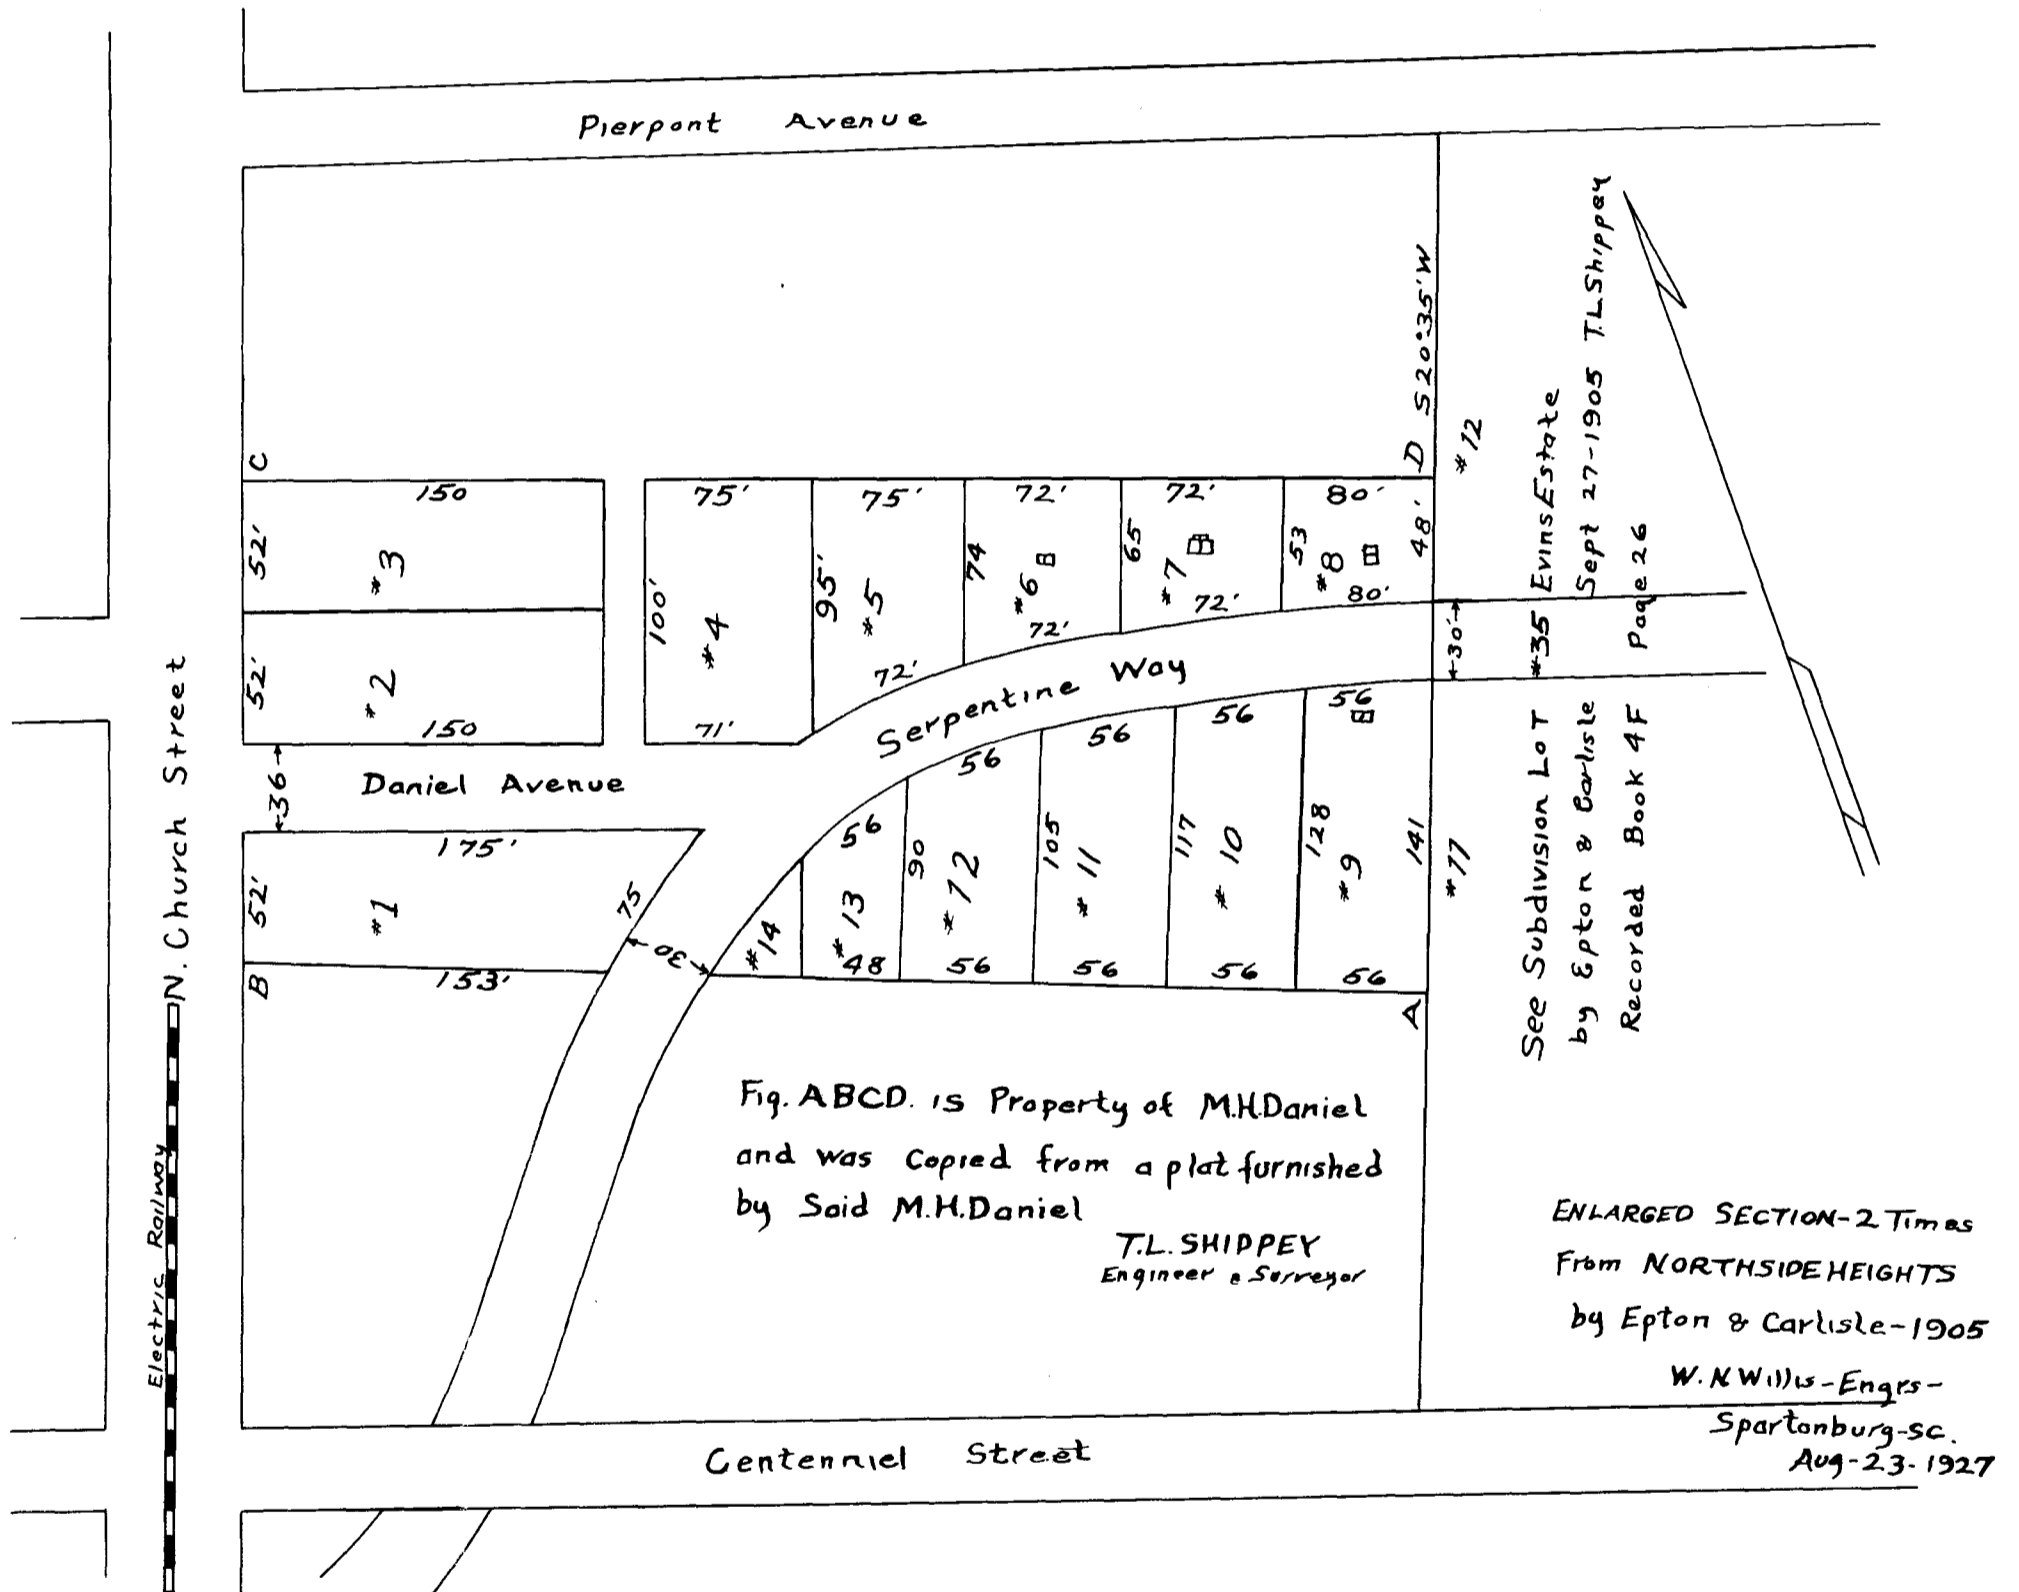 Pierpont Avenue
N. Church Street
Electric Railway
C
150
52'
#3
52'
#2
150
36
Daniel Avenue
175'
52'
#1
75
B
153'
30
75'
100'
#4
71'
75'
95'
#5
72'
72'
74
#6
72'
72'
65
#7
72'
80'
53
#8
80'
48'
D S20°35'W
#12
30'
Serpentine Way
#14
56
#13
48
56
90
#12
56
56
105
#11
56
56
117
#10
56
56
128
#9
56
141
A
#11
See Subdivision LoT #35 Evins Estate
by Epton & Carlisle Sept 27-1905 T.L.Shippey
Recorded Book 4F Page 26
Fig. ABCD. is Property of M.H.Daniel
and was Copied from a plat furnished
by Said M.H.Daniel
T.L. SHIPPEY
Engineer & Surveyor
ENLARGED SECTION-2 Times
From NORTHSIDE HEIGHTS
by Epton & Carlisle-1905
W.N Willis-Engrs-
Spartanburg-SC.
Aug-23-1927
Centenniel Street